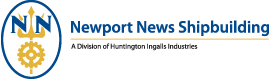 N N
Newport News Shipbuilding
A Division of Huntington Ingalls Industries